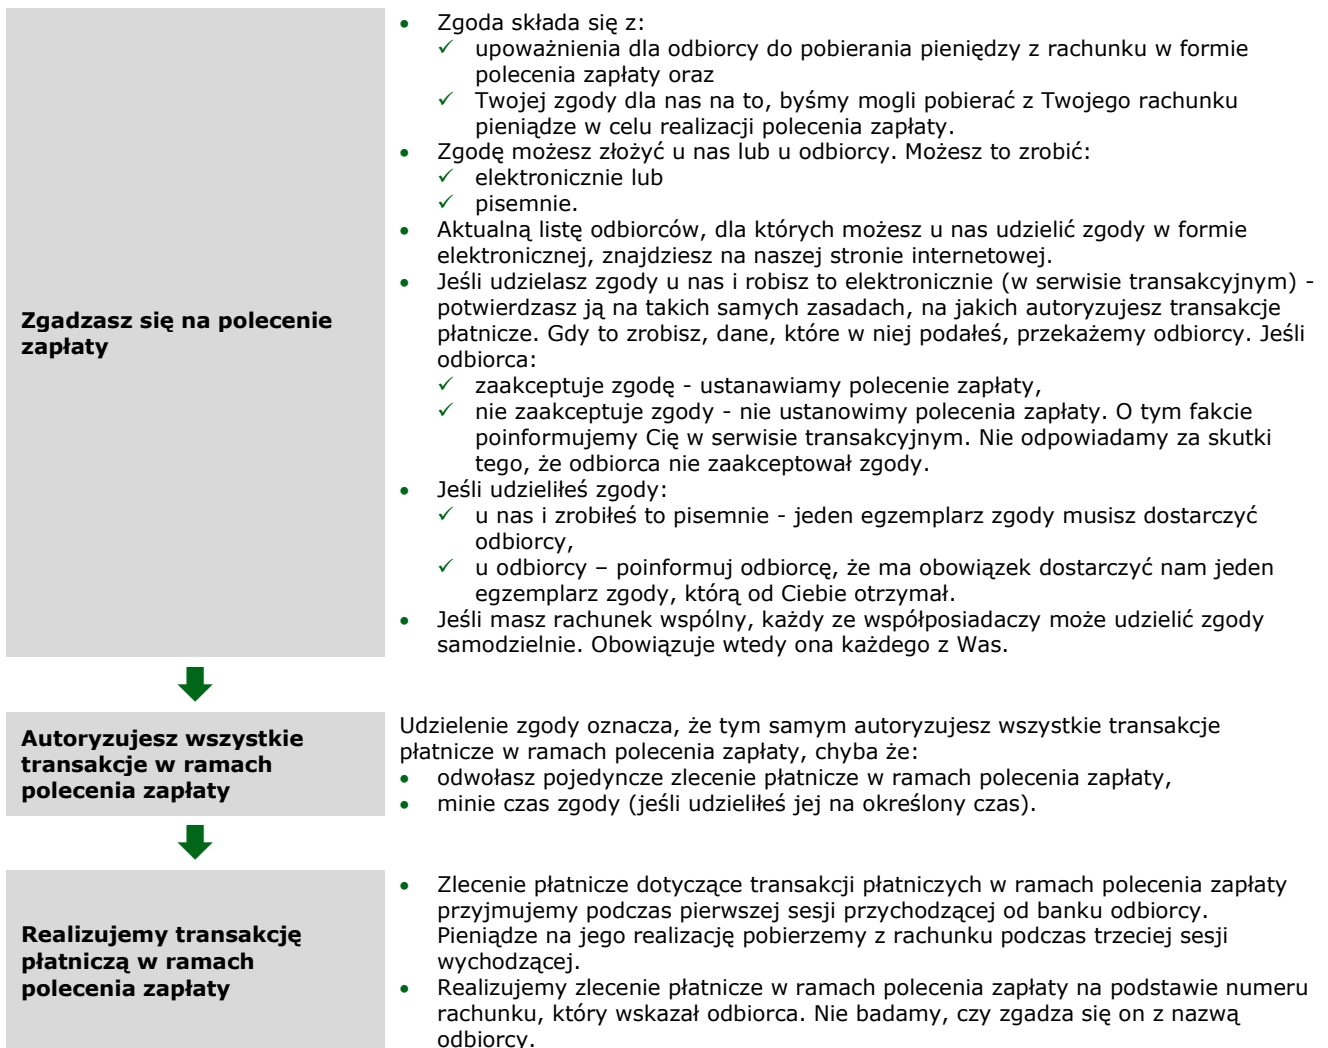 Zgadzasz się na polecenie
zapłaty
• Zgoda składa się z:
✓ upoważnienia dla odbiorcy do pobierania pieniędzy z rachunku w formie
polecenia zapłaty oraz
✓ Twojej zgody dla nas na to, byśmy mogli pobierać z Twojego rachunku
pieniądze w celu realizacji polecenia zapłaty.
• Zgodę możesz złożyć u nas lub u odbiorcy. Możesz to zrobić:
✓ elektronicznie lub
✓ pisemnie.
• Aktualną listę odbiorców, dla których możesz u nas udzielić zgody w formie
elektronicznej, znajdziesz na naszej stronie internetowej.
• Jeśli udzielasz zgody u nas i robisz to elektronicznie (w serwisie transakcyjnym) -
potwierdzasz ją na takich samych zasadach, na jakich autoryzujesz transakcje
płatnicze. Gdy to zrobisz, dane, które w niej podałeś, przekażemy odbiorcy. Jeśli
odbiorca:
✓ zaakceptuje zgodę - ustanawiamy polecenie zapłaty,
✓ nie zaakceptuje zgody - nie ustanowimy polecenia zapłaty. O tym fakcie
poinformujemy Cię w serwisie transakcyjnym. Nie odpowiadamy za skutki
tego, że odbiorca nie zaakceptował zgody.
• Jeśli udzieliłeś zgody:
✓ u nas i zrobiłeś to pisemnie - jeden egzemplarz zgody musisz dostarczyć
odbiorcy,
✓ u odbiorcy – poinformuj odbiorcę, że ma obowiązek dostarczyć nam jeden
egzemplarz zgody, którą od Ciebie otrzymał.
• Jeśli masz rachunek wspólny, każdy ze współposiadaczy może udzielić zgody
samodzielnie. Obowiązuje wtedy ona każdego z Was.
Autoryzujesz wszystkie
transakcje w ramach
polecenia zapłaty
Udzielenie zgody oznacza, że tym samym autoryzujesz wszystkie transakcje
płatnicze w ramach polecenia zapłaty, chyba że:
• odwołasz pojedyncze zlecenie płatnicze w ramach polecenia zapłaty,
• minie czas zgody (jeśli udzieliłeś jej na określony czas).
Realizujemy transakcję
płatniczą w ramach
polecenia zapłaty
• Zlecenie płatnicze dotyczące transakcji płatniczych w ramach polecenia zapłaty
przyjmujemy podczas pierwszej sesji przychodzącej od banku odbiorcy.
Pieniądze na jego realizację pobierzemy z rachunku podczas trzeciej sesji
wychodzącej.
• Realizujemy zlecenie płatnicze w ramach polecenia zapłaty na podstawie numeru
rachunku, który wskazał odbiorca. Nie badamy, czy zgadza się on z nazwą
odbiorcy.